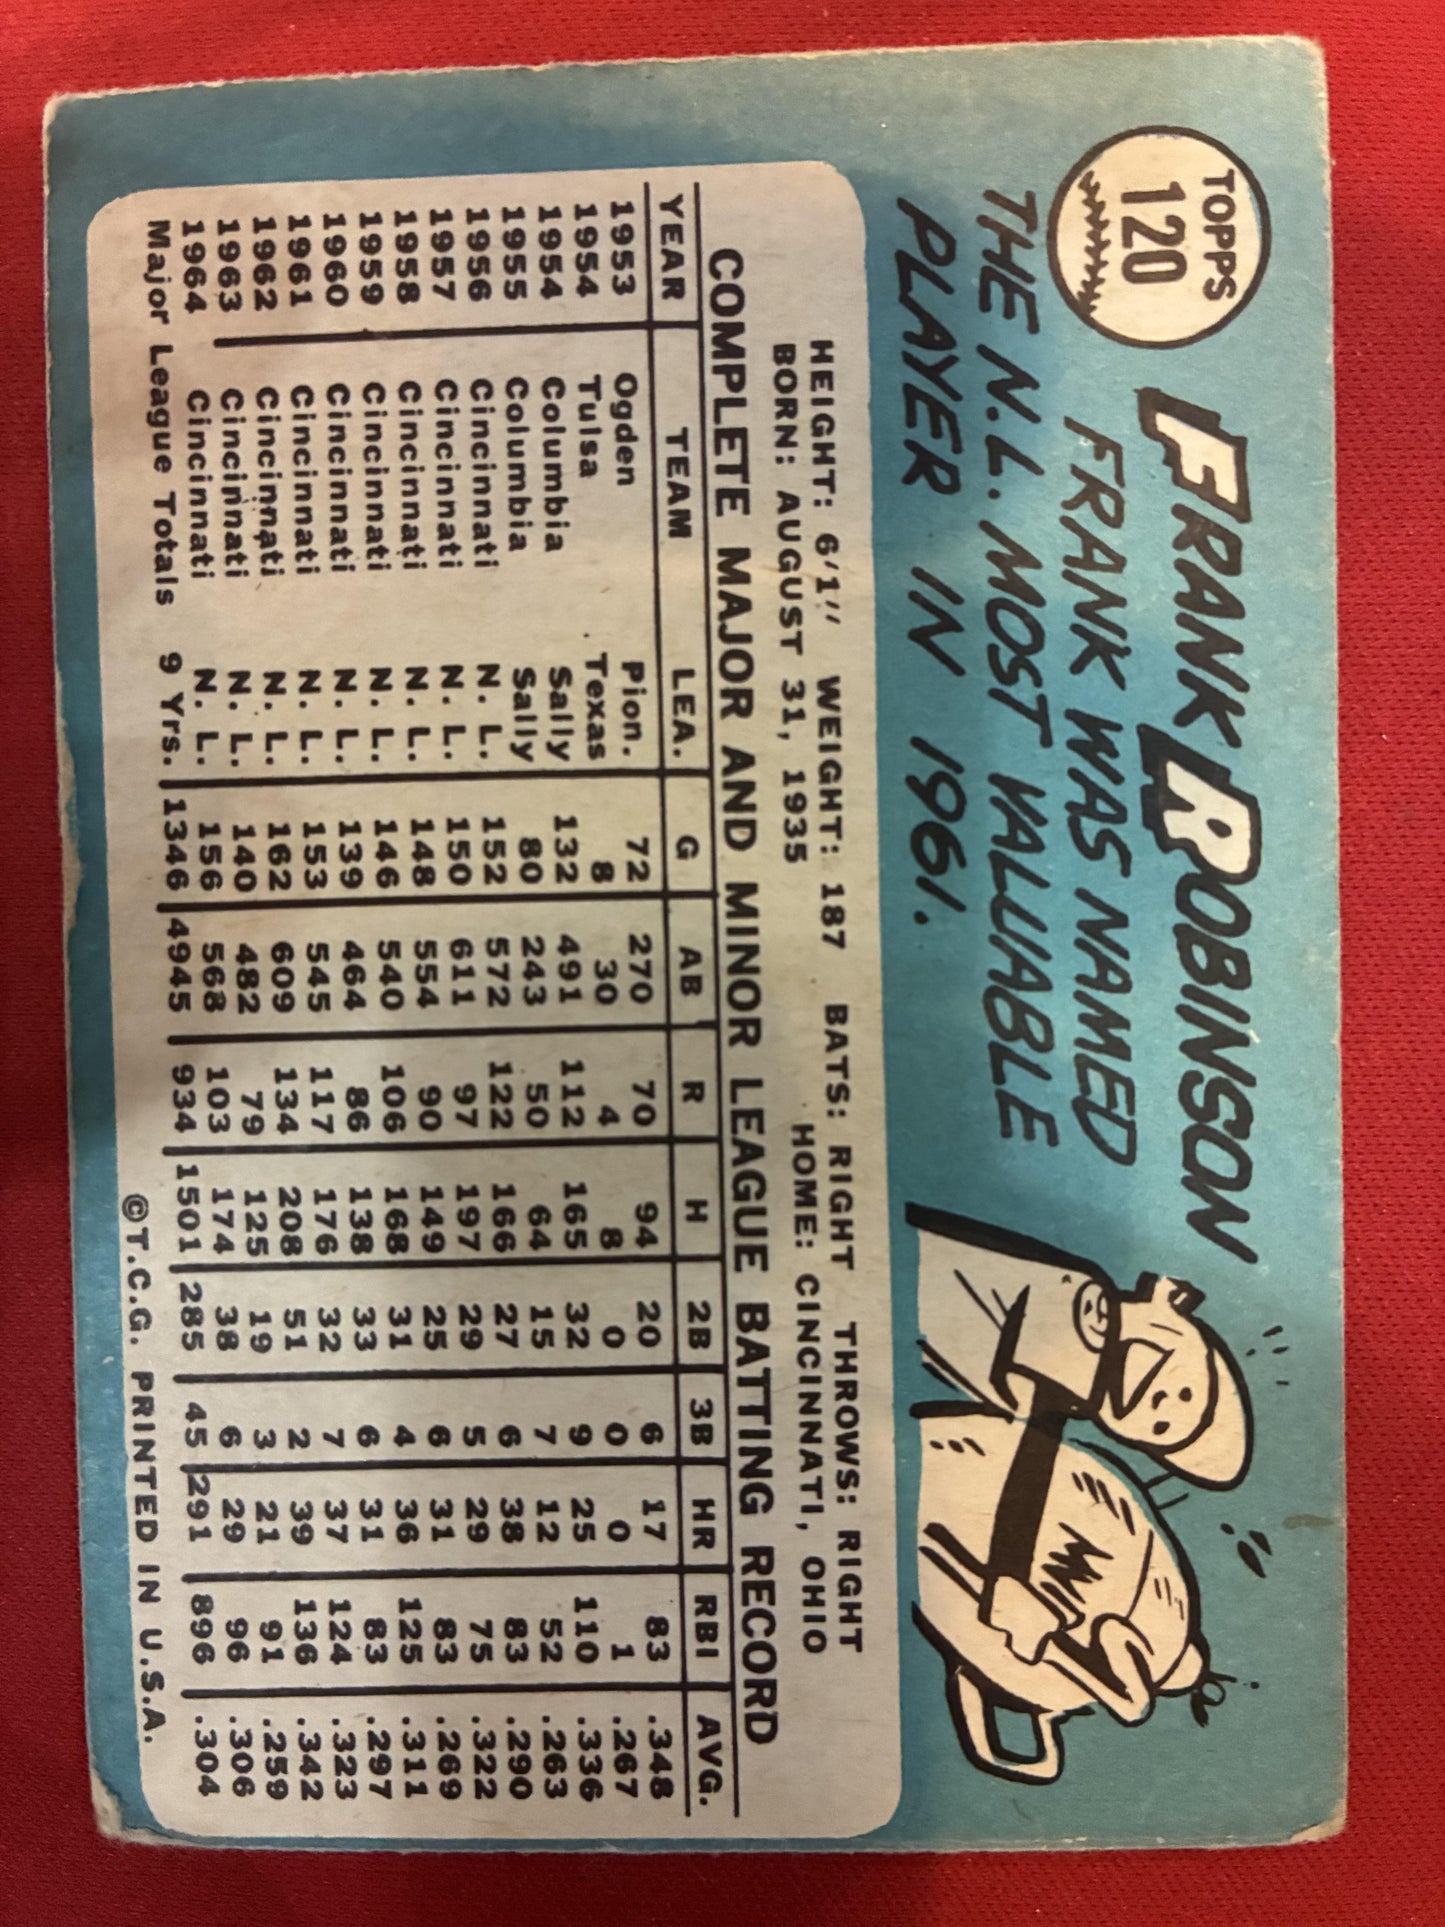 TOPPS
120
FRANK ROBINSON
FRANK WAS NAMED
THE N.L. MOST VALUABLE
PLAYER IN 1961.
HEIGHT: 6'1" WEIGHT: 187 BATS: RIGHT THROWS: RIGHT
BORN: AUGUST 31, 1935 HOME: CINCINNATI, OHIO
COMPLETE MAJOR AND MINOR LEAGUE BATTING RECORD
YEAR TEAM LEA. G AB R H 2B 3B HR RBI AVG.
1953 Ogden Pion. 72 270 70 94 20 6 17 83 .348
1954 Tulsa Texas 8 30 4 8 0 0 0 1 .267
1954 Columbia Sally 132 491 112 165 32 9 25 110 .336
1955 Columbia Sally 80 243 50 64 15 7 12 52 .263
1956 Cincinnati N. L. 152 572 122 166 27 6 38 83 .290
1957 Cincinnati N. L. 150 611 97 197 29 5 29 75 .322
1958 Cincinnati N. L. 148 554 90 149 25 6 31 83 .269
1959 Cincinnati N. L. 146 540 106 168 31 4 36 125 .311
1960 Cincinnati N. L. 139 464 86 138 33 6 31 83 .297
1961 Cincinnati N. L. 153 545 117 176 32 7 37 124 .323
1962 Cincinnati N. L. 162 609 134 208 51 2 39 136 .342
1963 Cincinnati N. L. 140 482 79 125 19 3 21 91 .259
1964 Cincinnati N. L. 156 568 103 174 38 6 29 96 .306
Major League Totals 9 Yrs. 1346 4945 934 1501 285 45 291 896 .304
©T.C.G. PRINTED IN U.S.A.